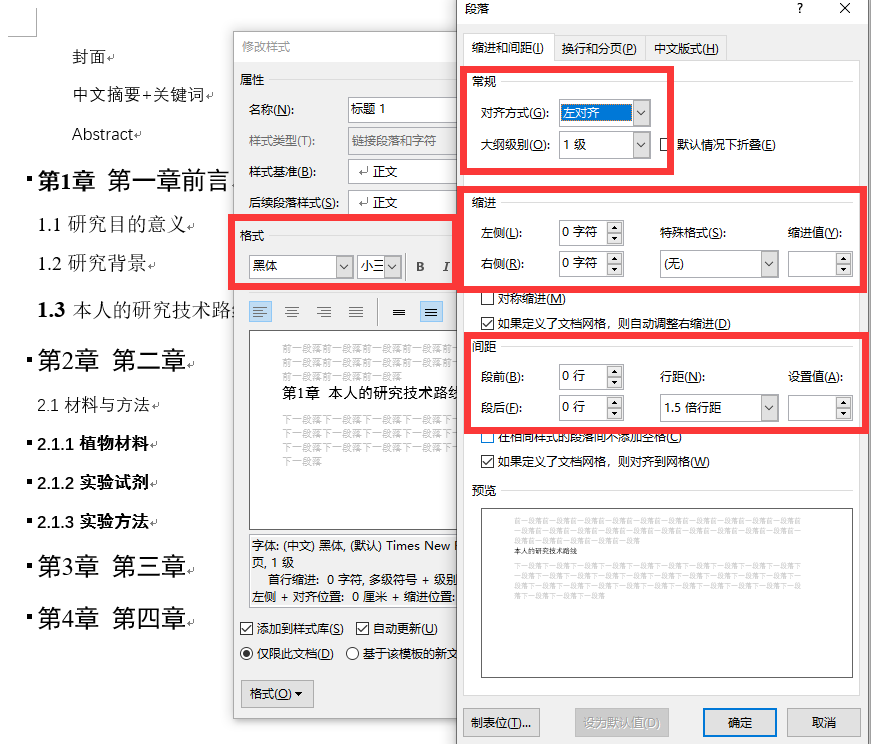 封面
中文摘要+关键词
Abstract
第1章 第一章前言
1.1 研究目的意义
1.2 研究背景
1.3 本人的研究技术路
第2章 第二章
2.1 材料与方法
2.1.1 植物材料
2.1.2 实验试剂
2.1.3 实验方法
第3章 第三章
第4章 第四章
修改样式
属性
名称(N): 标题 1
样式类型(T): 链接段落和字符
样式基准(B): 正文
后续段落样式(S): 正文
格式
黑体 小三 B I
前一段落前一段落前一段落前一段落前一
前一段落前一段落前一段落前一段落前一
前一段落前一段落前一段落
第1章 本人的研究技术路线
下一段落下一段落下一段落下一段落下一
下一段落下一段落下一段落下一段落下一
下一段落下一段落下一段落下一段落下一
下一段落
字体: (中文) 黑体, (默认) Times New
页, 1 级
首行缩进: 0 字符, 多级符号 + 级别
左侧 + 对齐位置: 0 厘米 + 缩进位置:
添加到样式库(S) 自动更新(U)
仅限此文档(D) 基于该模板的新文
格式(O)
段落 ?
缩进和间距(I) 换行和分页(P) 中文版式(H)
常规
对齐方式(G): 左对齐
大纲级别(O): 1 级 默认情况下折叠(E)
缩进
左侧(L): 0 字符 特殊格式(S): 缩进值(Y):
右侧(R): 0 字符 (无)
对称缩进(M)
如果定义了文档网格，则自动调整右缩进(D)
间距
段前(B): 0 行 行距(N): 设置值(A):
段后(F): 0 行 1.5 倍行距
在相同样式的段落间不添加空格(C)
如果定义了文档网格，则对齐到网格(W)
预览
前一段落前一段落前一段落前一段落前一段落前一段落前一段落前一段落前一段落
前一段落前一段落前一段落前一段落前一段落前一段落前一段落前一段落前一段落
前一段落前一段落前一段落前一段落
本人的研究技术路线
下一段落下一段落下一段落下一段落下一段落下一段落下一段落下一段落下一段落
下一段落下一段落下一段落下一段落下一段落下一段落下一段落下一段落下一段落
下一段落下一段落下一段落下一段落下一段落下一段落下一段落下一段落下一段落
落下一段落下一段落下一段落
制表位(T)... 设为默认值(D) 确定 取消